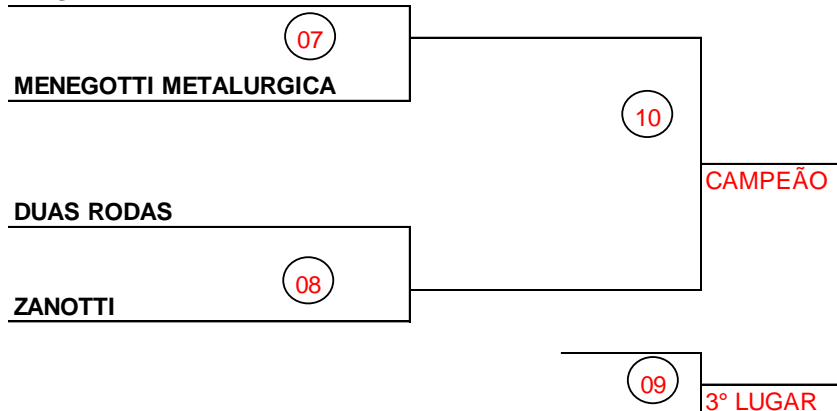 07
MENEGOTTI METALURGICA
10
CAMPEÃO
DUAS RODAS
08
ZANOTTI
09
3° LUGAR